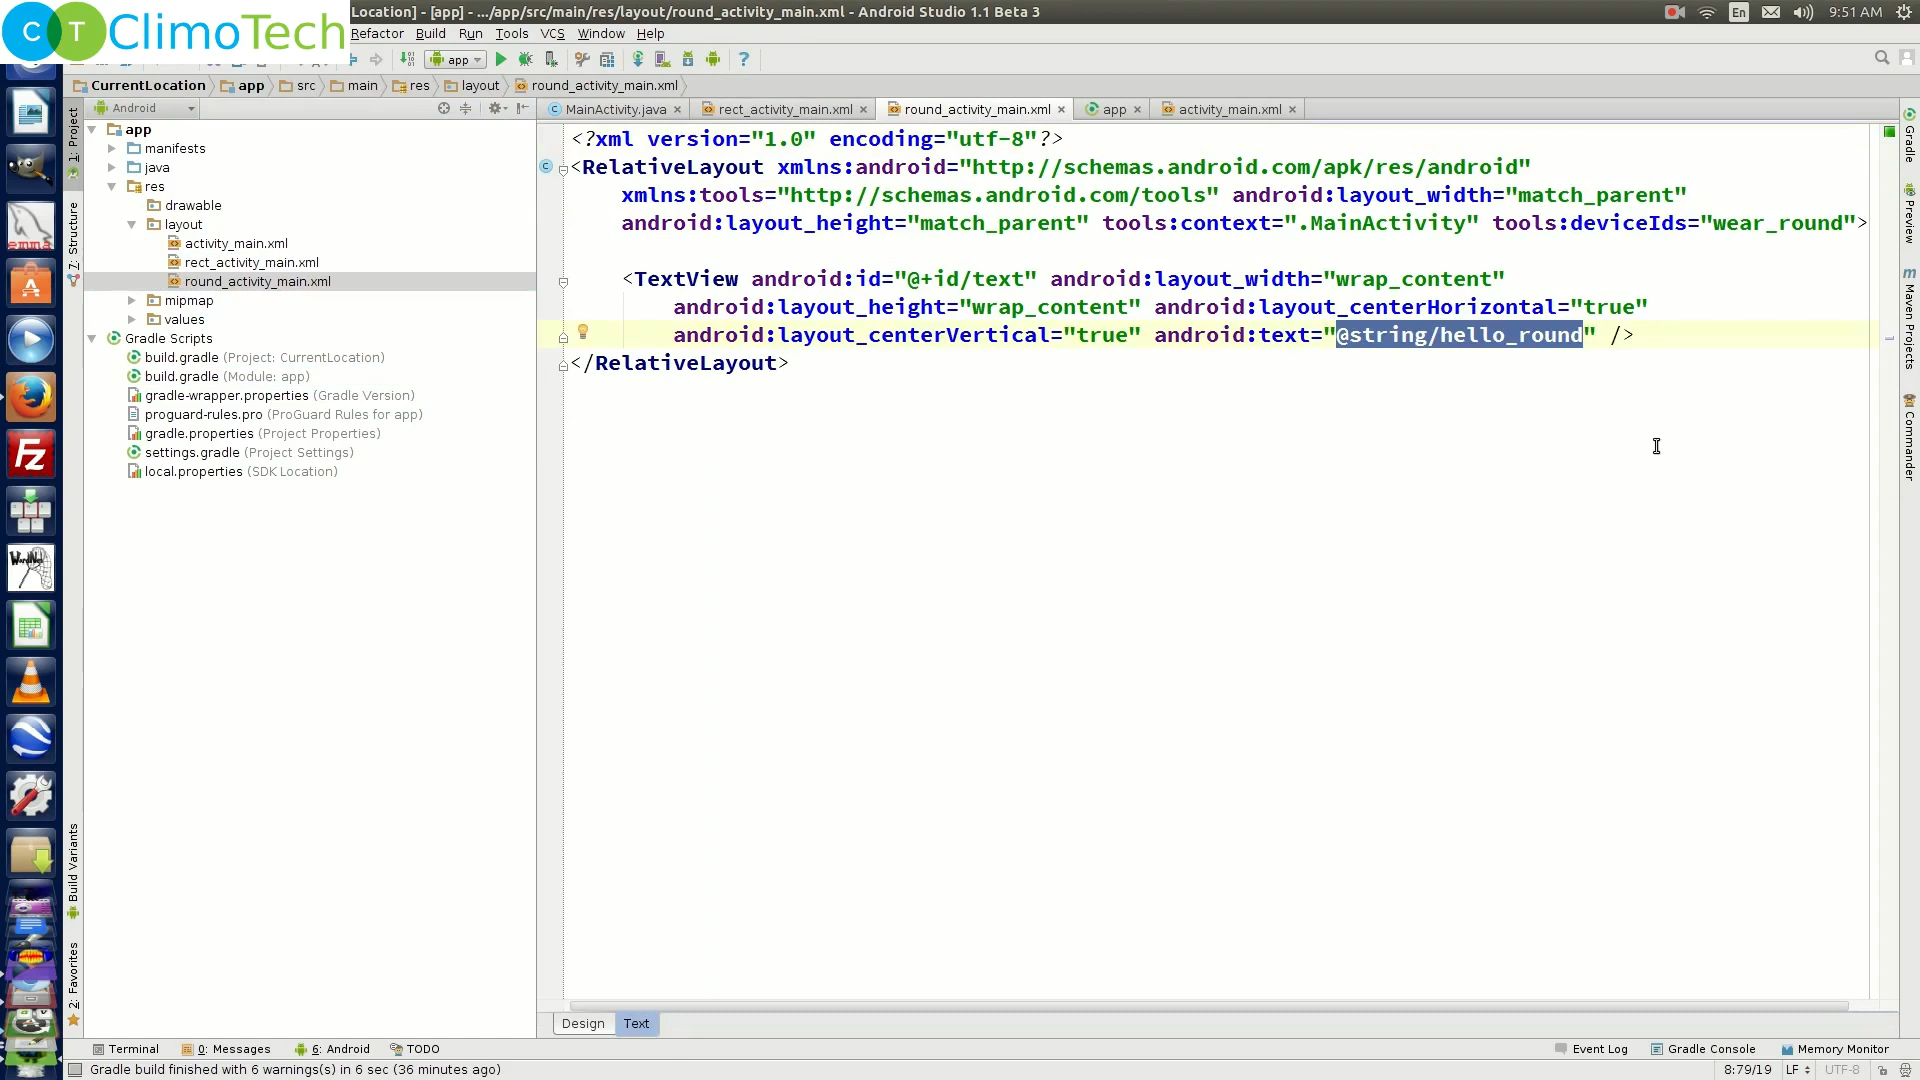 CT ClimoTech
Location] - [app] - .../app/src/main/res/layout/round_activity_main.xml - Android Studio 1.1 Beta 3
En
9:51 AM
Refactor Build Run Tools VCS Window Help
app
?
CurrentLocation app src main res layout round_activity_main.xml
Android
MainActivity.java rect_activity_main.xml round_activity_main.xml app activity_main.xml
1: Project
7: Structure
Build Variants
2: Favorites
app
manifests
java
res
drawable
layout
activity_main.xml
rect_activity_main.xml
round_activity_main.xml
mipmap
values
Gradle Scripts
build.gradle (Project: CurrentLocation)
build.gradle (Module: app)
gradle-wrapper.properties (Gradle Version)
proguard-rules.pro (ProGuard Rules for app)
gradle.properties (Project Properties)
settings.gradle (Project Settings)
local.properties (SDK Location)
<?xml version="1.0" encoding="utf-8"?>
<RelativeLayout xmlns:android="http://schemas.android.com/apk/res/android"
xmlns:tools="http://schemas.android.com/tools" android:layout_width="match_parent"
android:layout_height="match_parent" tools:context=".MainActivity" tools:deviceIds="wear_round">
<TextView android:id="@+id/text" android:layout_width="wrap_content"
android:layout_height="wrap_content" android:layout_centerHorizontal="true"
android:layout_centerVertical="true" android:text="@string/hello_round" />
</RelativeLayout>
Gradle
Preview
Maven Projects
Commander
Design Text
Terminal 0: Messages 6: Android TODO
Event Log Gradle Console Memory Monitor
Gradle build finished with 6 warnings(s) in 6 sec (36 minutes ago)
8:79/19 LF UTF-8